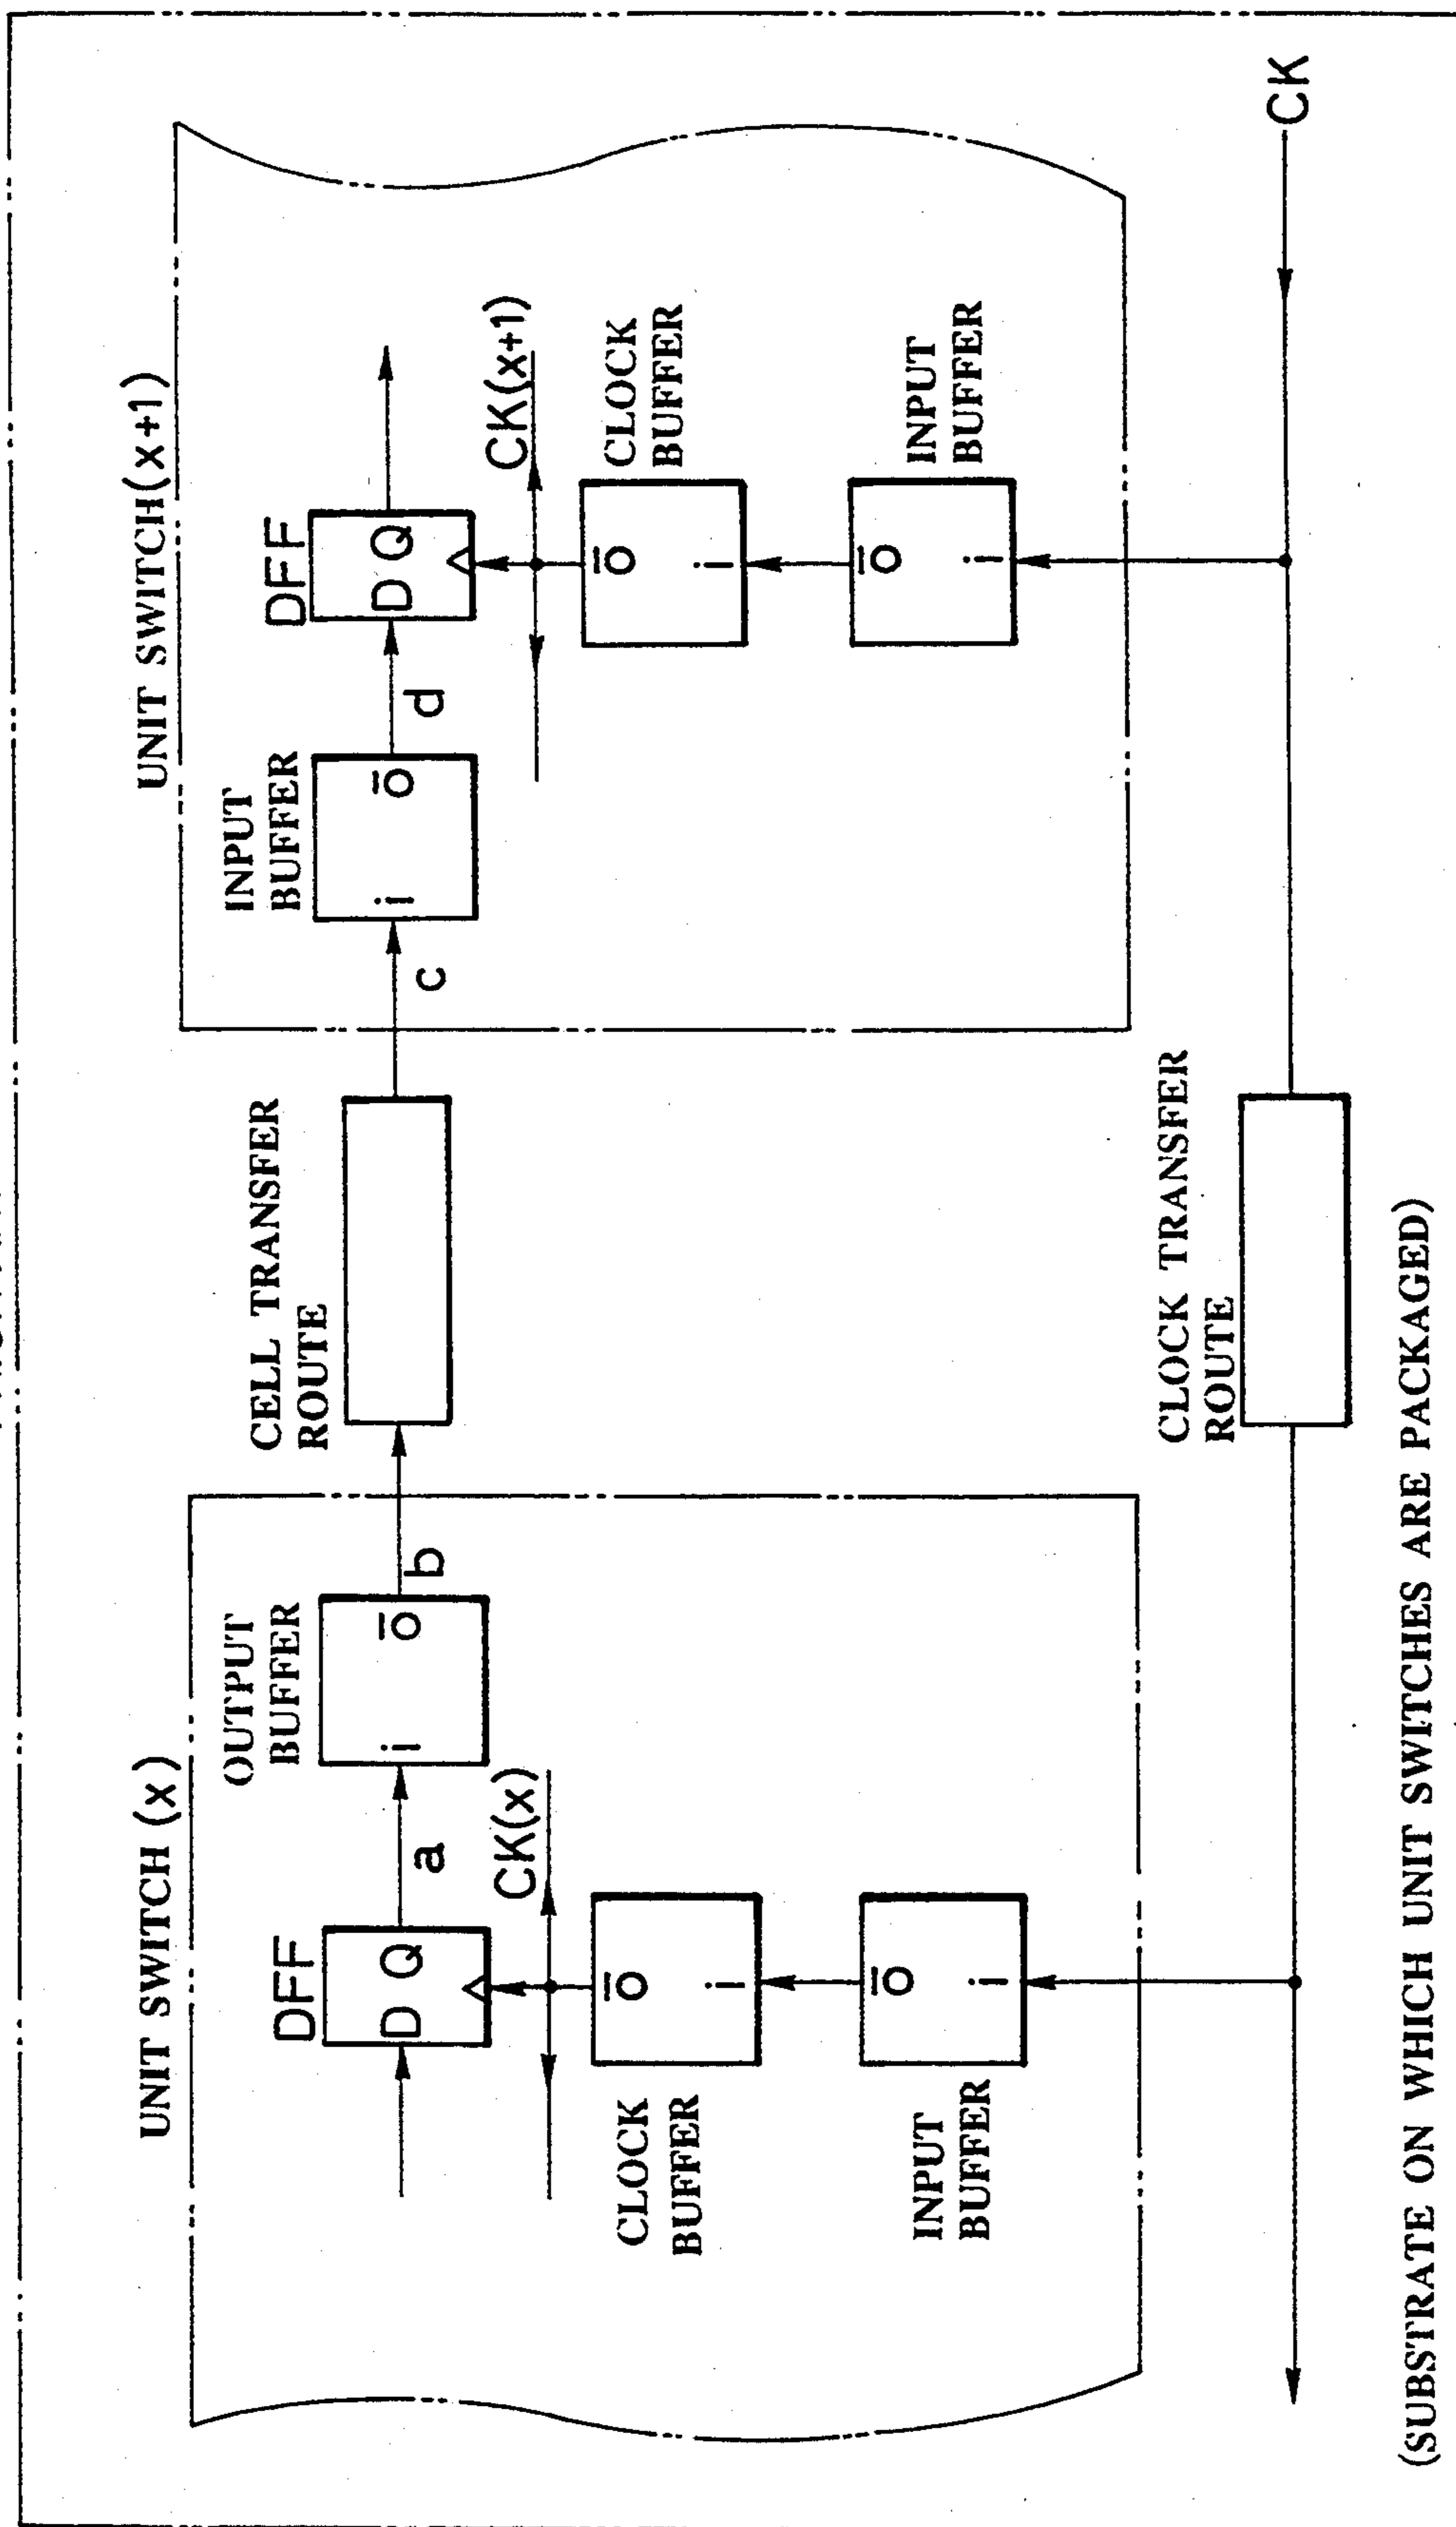 UNIT SWITCH (x)
DFF
D Q
a
OUTPUT
BUFFER
i o̅
b
CK(x)
CLOCK
BUFFER
o̅
i
INPUT
BUFFER
o̅
i
CELL TRANSFER
ROUTE
UNIT SWITCH(x+1)
c
INPUT
BUFFER
i o̅
d
DFF
D Q
CK(x+1)
CLOCK
BUFFER
o̅
i
INPUT
BUFFER
o̅
i
CLOCK TRANSFER
ROUTE
CK
(SUBSTRATE ON WHICH UNIT SWITCHES ARE PACKAGED)